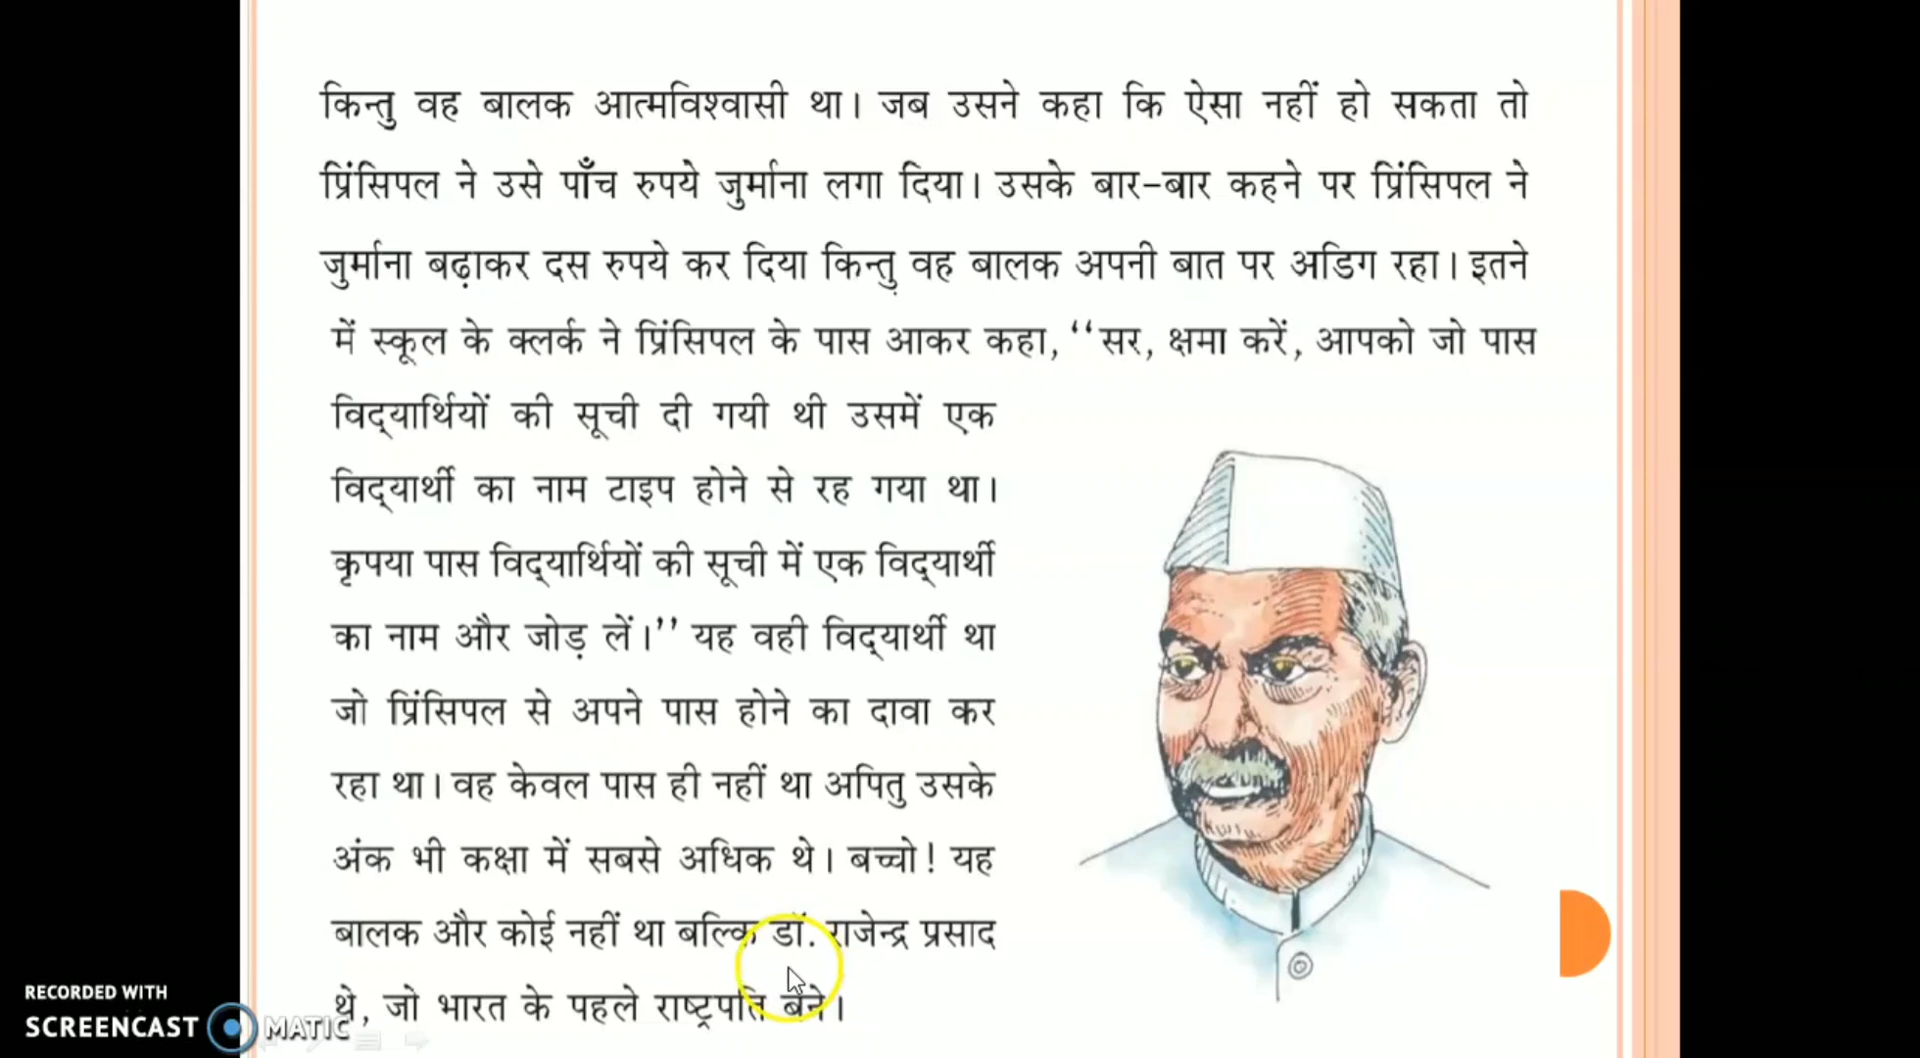 किन्तु वह बालक आत्मविश्वासी था। जब उसने कहा कि ऐसा नहीं हो सकता तो
प्रिंसिपल ने उसे पाँच रुपये जुर्माना लगा दिया। उसके बार-बार कहने पर प्रिंसिपल ने
जुर्माना बढ़ाकर दस रुपये कर दिया किन्तु वह बालक अपनी बात पर अडिग रहा। इतने
में स्कूल के क्लर्क ने प्रिंसिपल के पास आकर कहा, ‘‘सर, क्षमा करें, आपको जो पास
विद्‌यार्थियों की सूची दी गयी थी उसमें एक
विद्‌यार्थी का नाम टाइप होने से रह गया था।
कृपया पास विद्‌यार्थियों की सूची में एक विद्‌यार्थी
का नाम और जोड़ लें।’’ यह वही विद्‌यार्थी था
जो प्रिंसिपल से अपने पास होने का दावा कर
रहा था। वह केवल पास ही नहीं था अपितु उसके
अंक भी कक्षा में सबसे अधिक थे। बच्चो! यह
बालक और कोई नहीं था बल्कि डॉ. राजेन्द्र प्रसाद
थे, जो भारत के पहले राष्ट्रपति बने।
RECORDED WITH
SCREENCAST MATIC